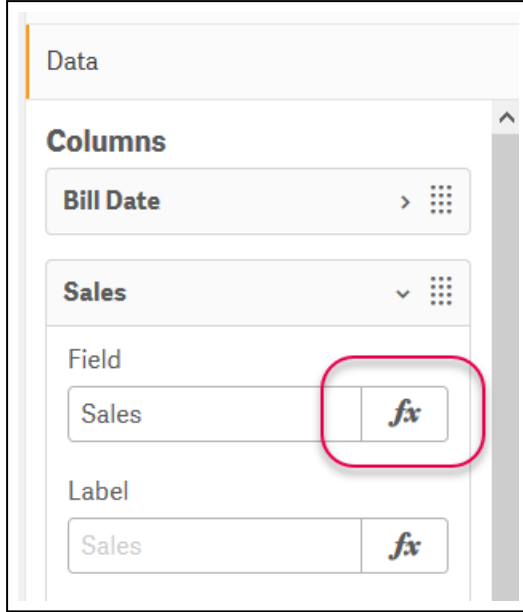 Data
Columns
Bill Date
Sales
Field
Sales fx
Label
Sales fx